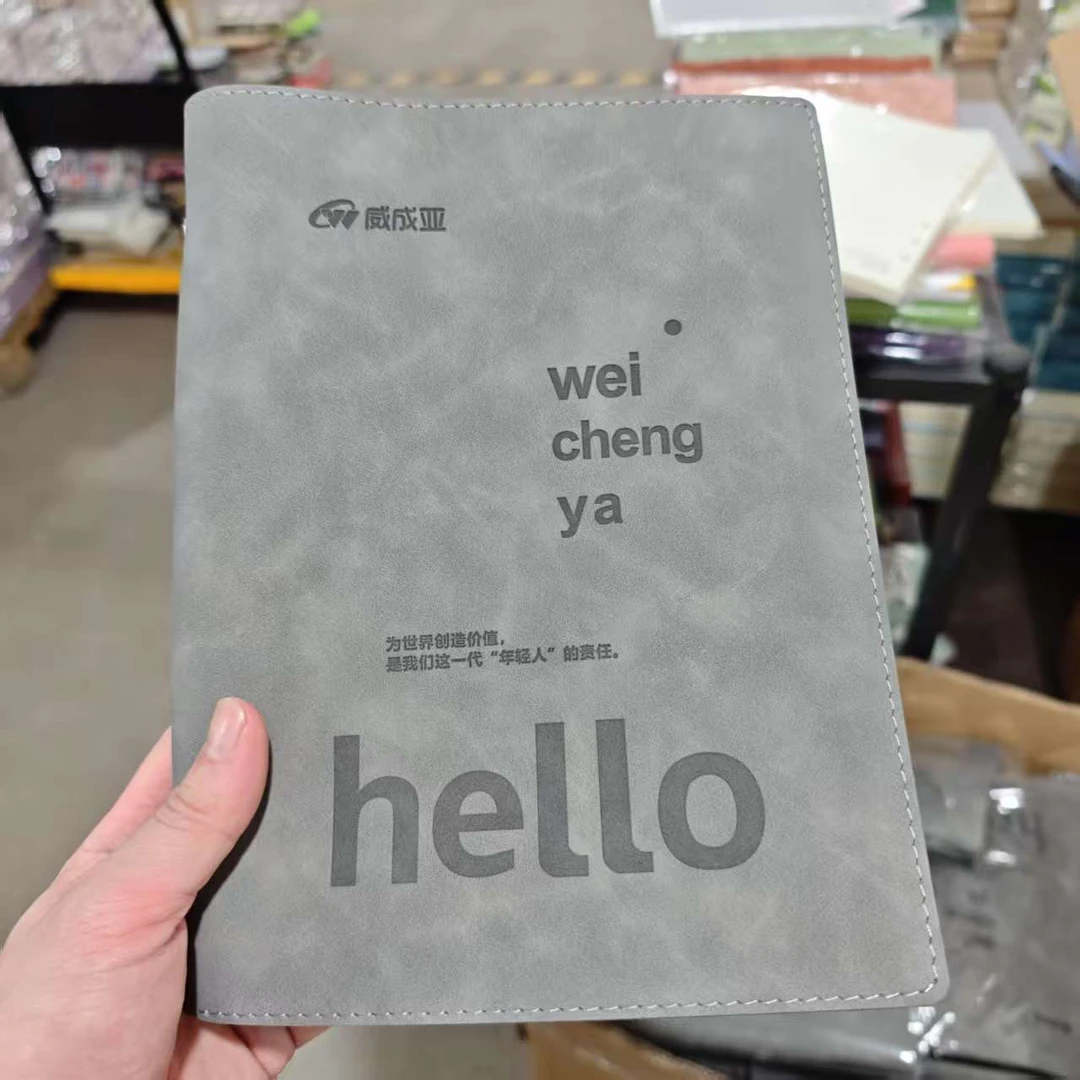 威成亚
wei
cheng
ya
为世界创造价值，
是我们这一代“年轻人”的责任。
hello